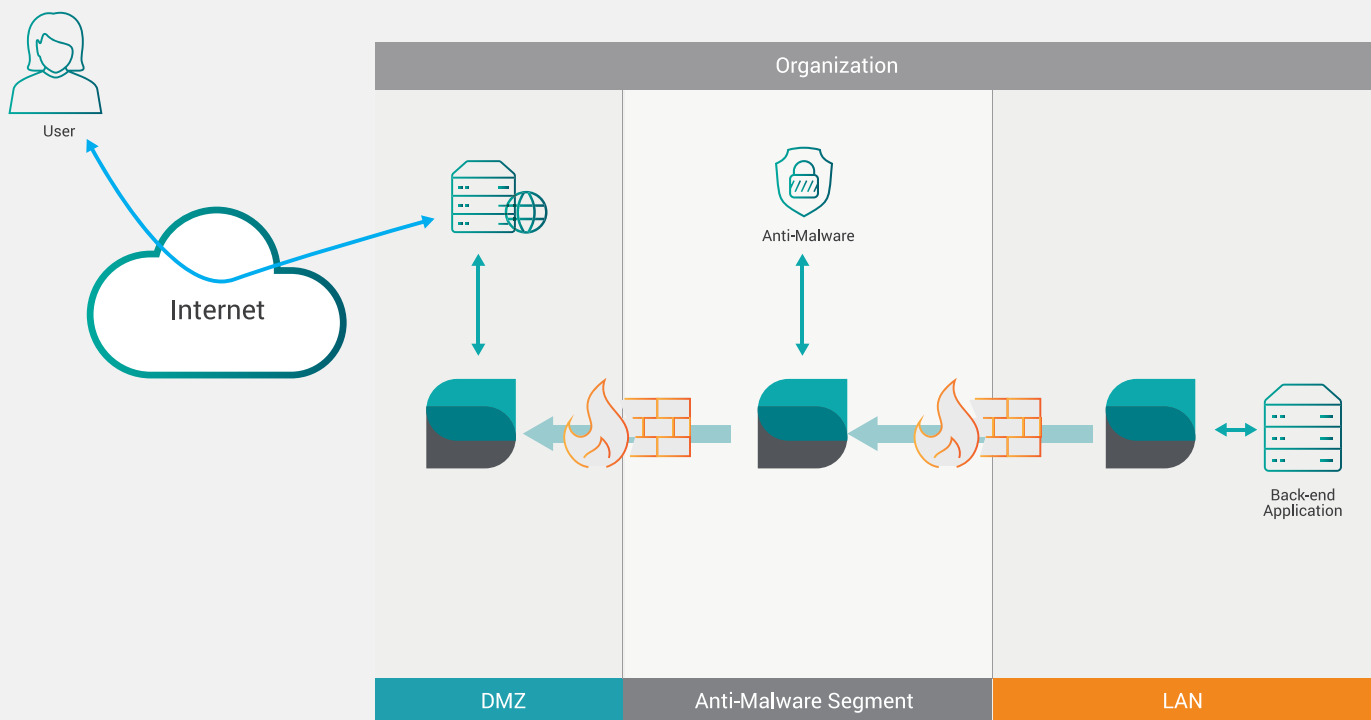 Organization
User
Anti-Malware
Internet
Back-end
Application
DMZ
Anti-Malware Segment
LAN